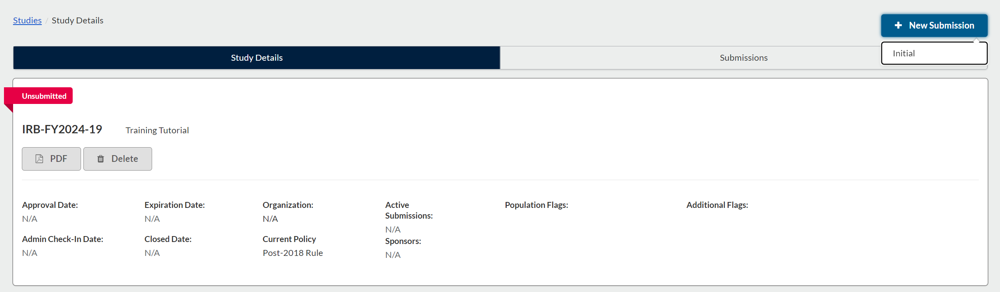 Studies / Study Details
New Submission
Initial
Study Details
Submissions
Unsubmitted
IRB-FY2024-19 Training Tutorial
PDF
Delete
Approval Date:
N/A
Expiration Date:
N/A
Organization:
N/A
Active
Submissions:
N/A
Population Flags:
Additional Flags:
Admin Check-In Date:
N/A
Closed Date:
N/A
Current Policy
Post-2018 Rule
Sponsors:
N/A